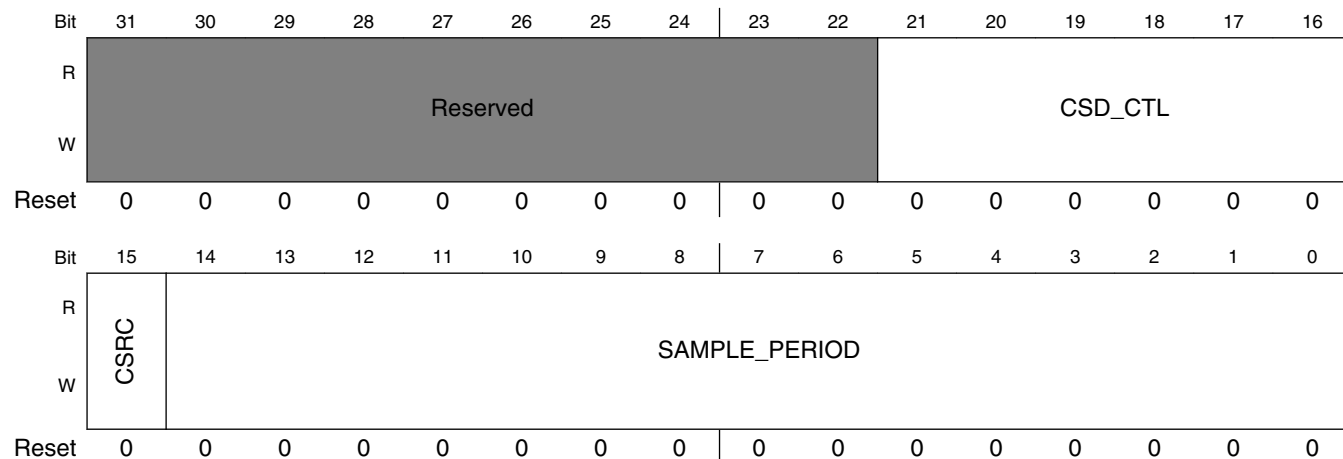 Bit 31 30 29 28 27 26 25 24 23 22 21 20 19 18 17 16
R
Reserved CSD_CTL
W
Reset 0 0 0 0 0 0 0 0 0 0 0 0 0 0 0 0
Bit 15 14 13 12 11 10 9 8 7 6 5 4 3 2 1 0
R
CSRC SAMPLE_PERIOD
W
Reset 0 0 0 0 0 0 0 0 0 0 0 0 0 0 0 0